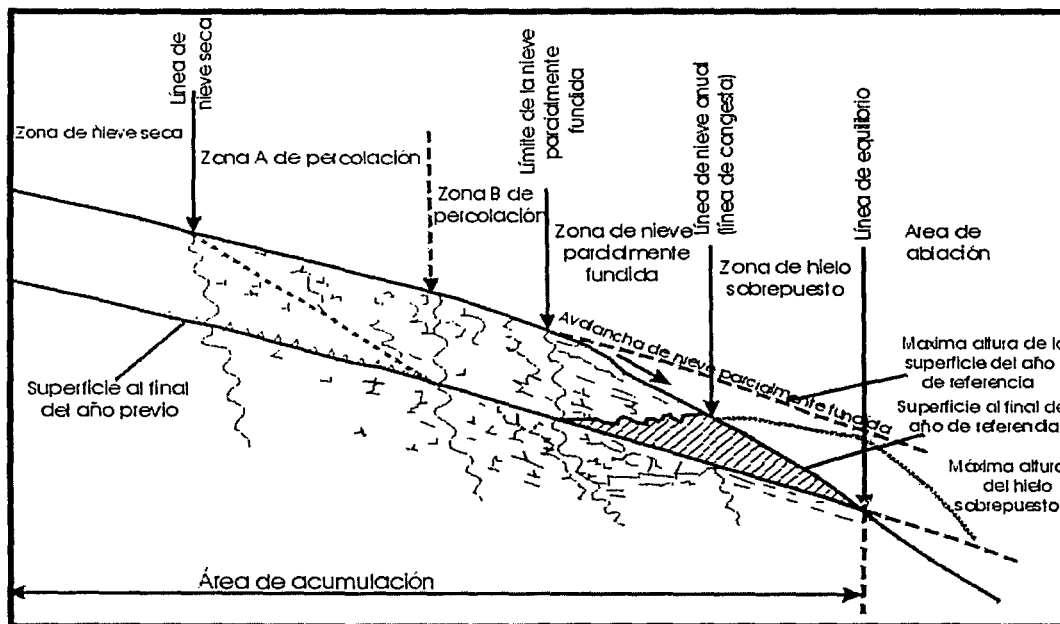 Línea de
nieve seca
Zona de nieve seca
Zona A de percolación
Zona B de
percolación
Límite de la nieve
parcialmente
fundida
Zona de nieve
parcialmente
fundida
Línea de nieve anual
(línea de congesta)
Zona de hielo
sobrepuesto
Línea de equilibrio
Area de
ablación
Avalancha de nieve parcialmente fundida
Maxima altura de la
superficie del año
de referencia
Superficie al final de
año de referencia
Máxima altura
del hielo
sobrepuesto
Superficie al final
del año previo
Área de acumulación